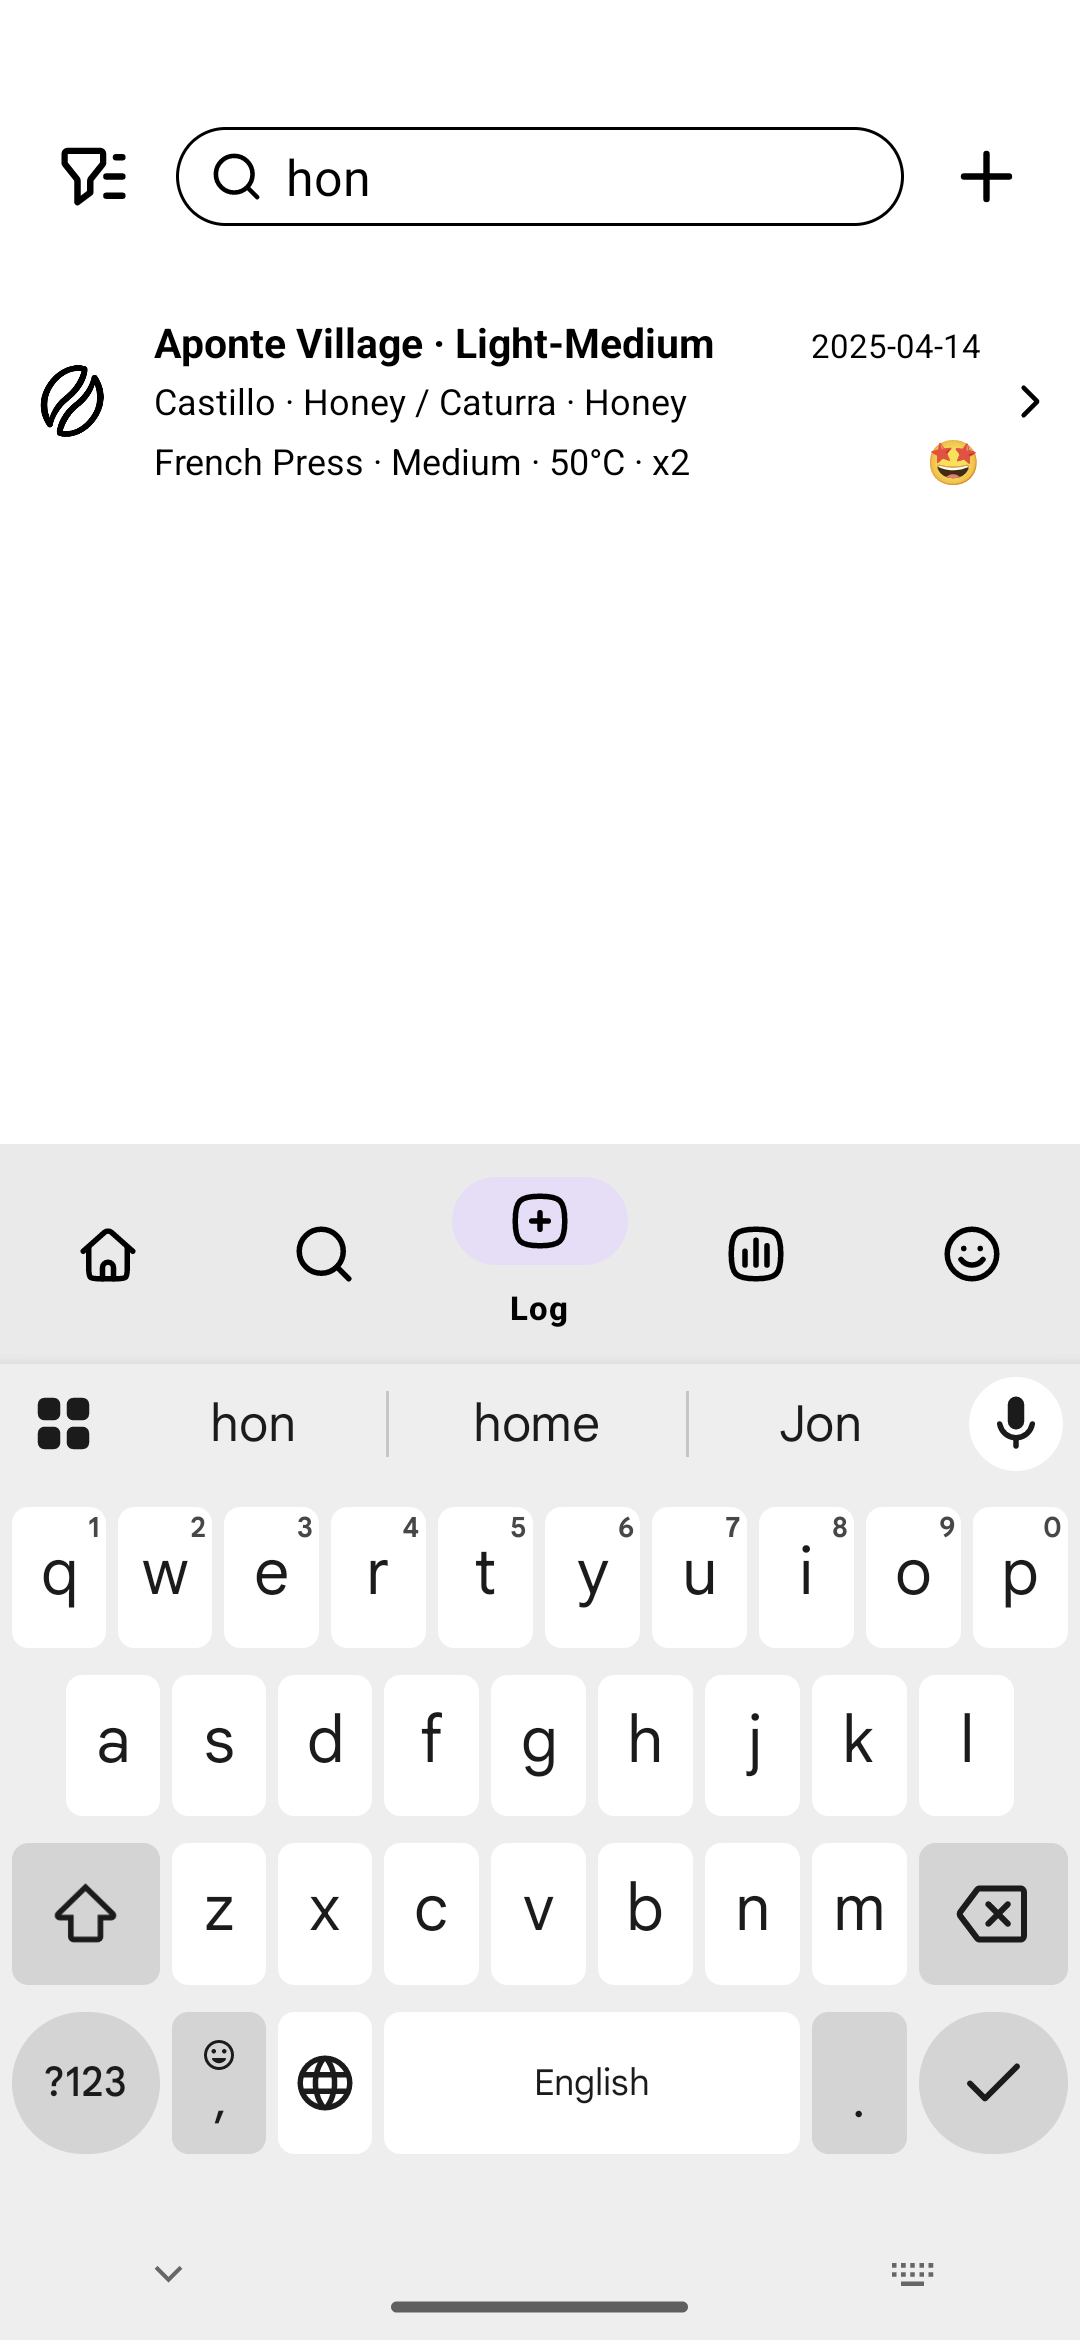 hon
Aponte Village · Light-Medium 2025-04-14
Castillo · Honey / Caturra · Honey
French Press · Medium · 50°C · x2
Log
hon home Jon
q 1 w 2 e 3 r 4 t 5 y 6 u 7 i 8 o 9 p 0
a s d f g h j k l
z x c v b n m
?123 , English .